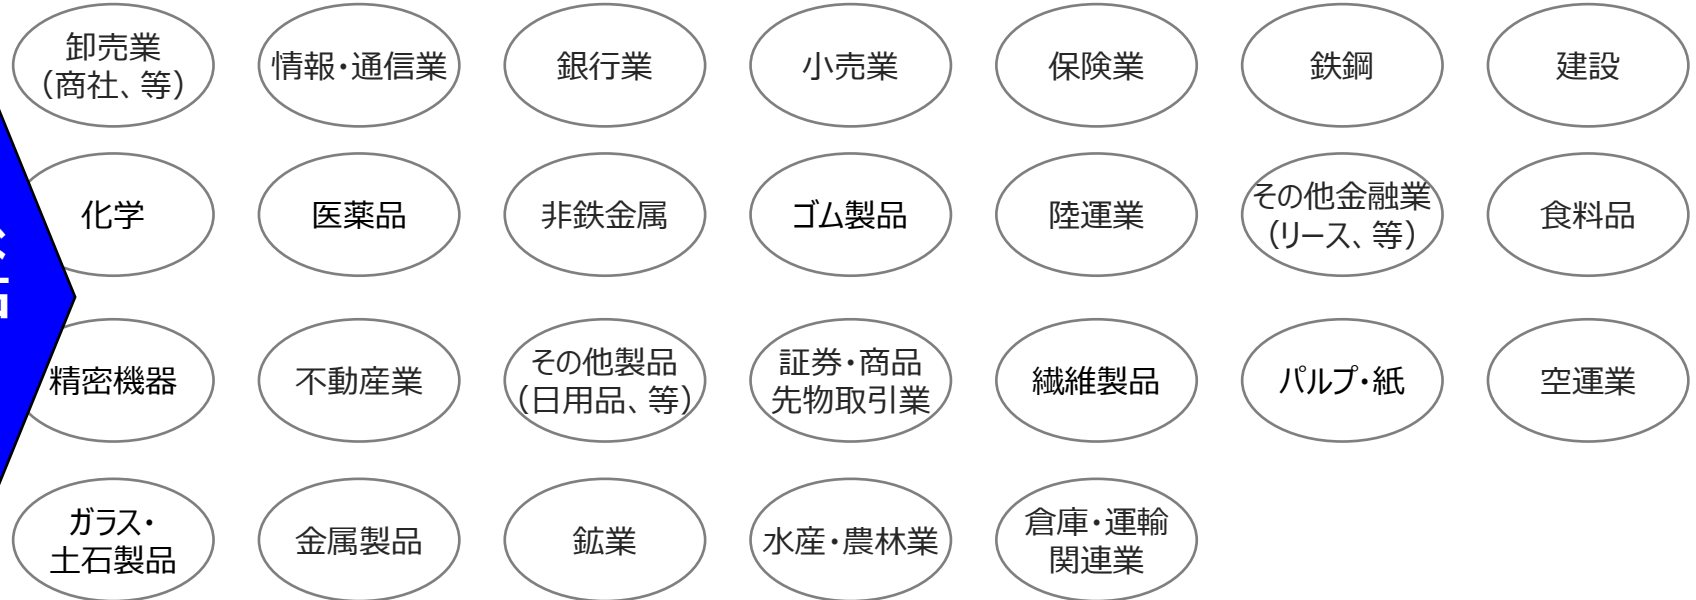 卸売業
（商社、等）
情報・通信業
銀行業
小売業
保険業
鉄鋼
建設
化学
医薬品
非鉄金属
ゴム製品
陸運業
その他金融業
（リース、等）
食料品
精密機器
不動産業
その他製品
（日用品、等）
証券・商品
先物取引業
繊維製品
パルプ・紙
空運業
ガラス・
土石製品
金属製品
鉱業
水産・農林業
倉庫・運輸
関連業